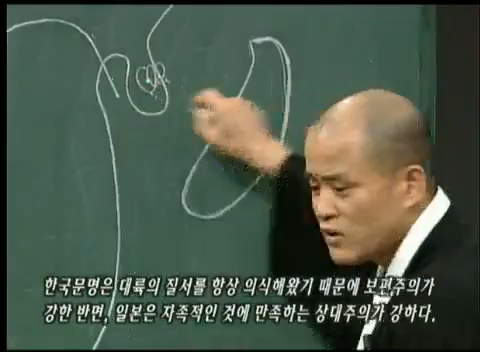 한국문명은 대륙의 질서를 항상 의식해왔기 때문에 보편주의가
강한 반면, 일본은 자족적인 것에 만족하는 상대주의가 강하다.